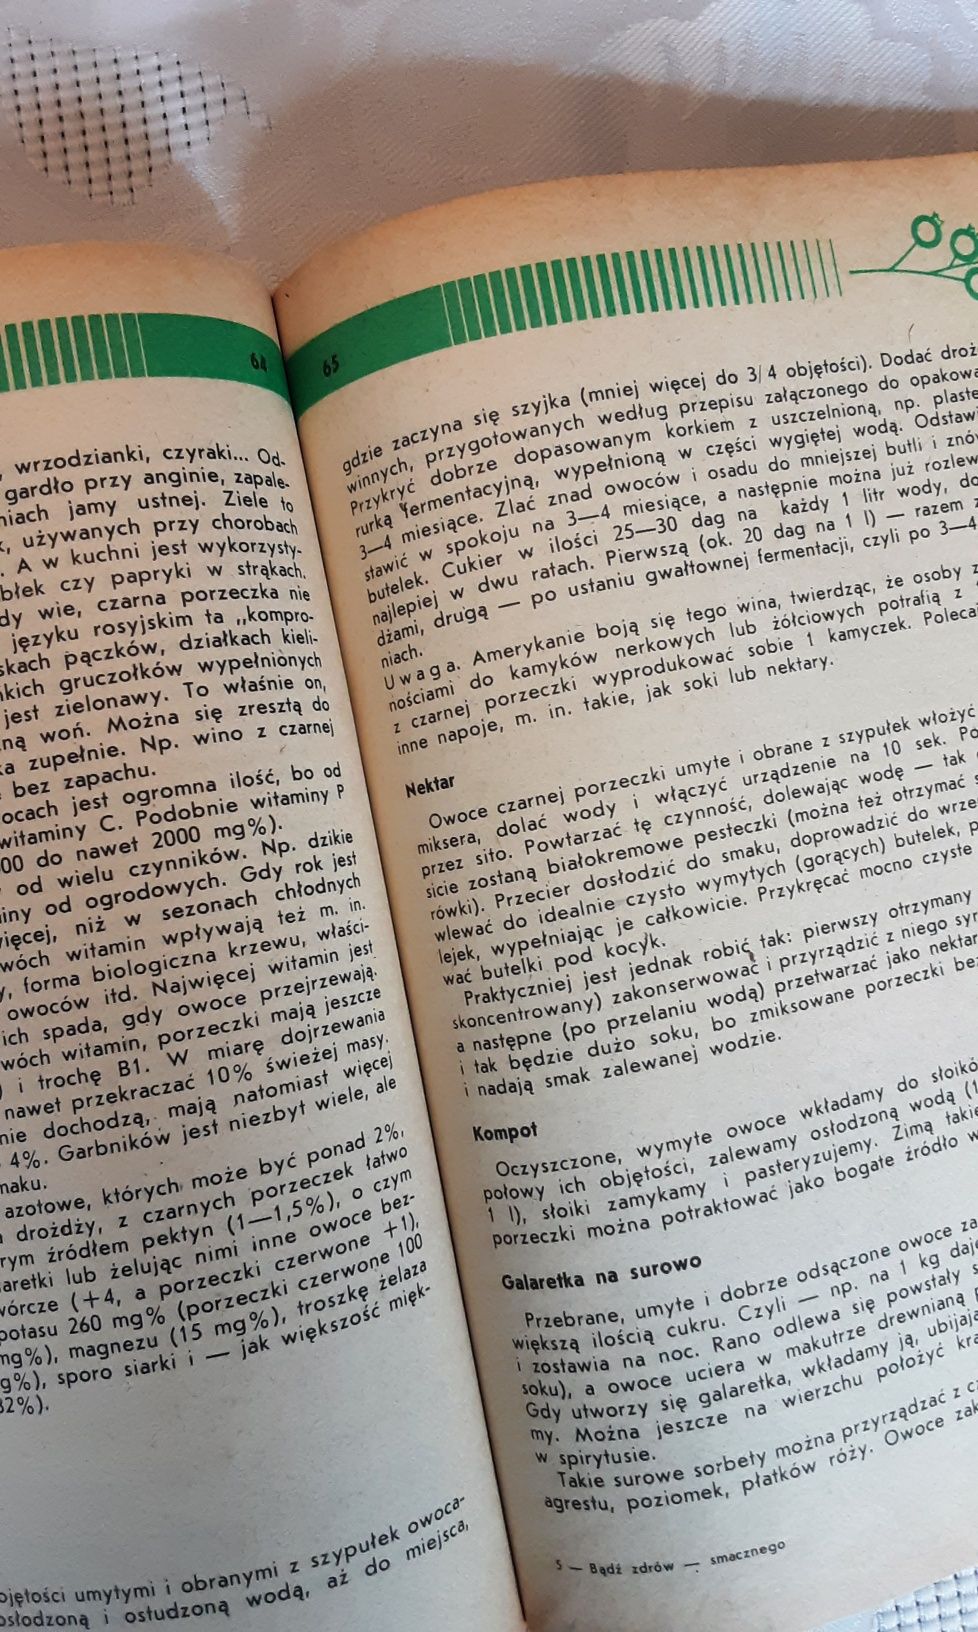 64
wrzodzianki, czyraki... Od-
gardło przy anginie, zapale-
niach jamy ustnej. Ziele to
używanych przy chorobach
A w kuchni jest wykorzysty-
błek czy papryki w strąkach.
dy wie, czarna porzeczka nie
języku rosyjskim ta „kompro-
skach pączków, działkach kieli-
kich gruczołków wypełnionych
jest zielonawy. To właśnie on,
ną woń. Można się zresztą do
ka zupełnie. Np. wino z czarnej
bez zapachu.
ocach jest ogromna ilość, bo od
witaminy C. Podobnie witaminy P
00 do nawet 2000 mg%).
od wielu czynników. Np. dzikie
iny od ogrodowych. Gdy rok jest
więcej, niż w sezonach chłodnych
wóch witamin wpływają też m. in.
y, forma biologiczna krzewu, właści-
owoców itd. Najwięcej witamin jest
ich spada, gdy owoce przejrzewają.
wóch witamin, porzeczki mają jeszcze
) i trochę B1. W miarę dojrzewania
nawet przekraczać 10% świeżej masy.
nie dochodzą, mają natomiast więcej
4%. Garbników jest niezbyt wiele, ale
maku.
azotowe, których może być ponad 2%,
drożdży, z czarnych porzeczek łatwo
rym źródłem pektyn (1—1,5%), o czym
aretki lub żelując nimi inne owoce bez-
wórcze (+4, a porzeczki czerwone +1),
potasu 260 mg% (porzeczki czerwone 100
mg%), magnezu (15 mg%), troszkę żelaza
g%), sporo siarki i — jak większość mięk-
82%).
objętości umytymi i obranymi z szypułek owoca-
osłodzoną i ostudzoną wodą, aż do miejsca,
65
gdzie zaczyna się szyjka (mniej więcej do 3/4 objętości). Dodać droż
winnych, przygotowanych według przepisu załączonego do opakowa
Przykryć dobrze dopasowanym korkiem z uszczelnioną, np. plaste
rurką fermentacyjną, wypełnioną w części wygiętej wodą. Odstaw
3—4 miesiące. Zlać znad owoców i osadu do mniejszej butli i znów
stawić w spokoju na 3—4 miesiące, a następnie można już rozlew
butelek. Cukier w ilości 25—30 dag na każdy 1 litr wody, do
najlepiej w dwu ratach. Pierwszą (ok. 20 dag na 1 l) — razem z
dżami, drugą — po ustaniu gwałtownej fermentacji, czyli po 3—4
niach.
Uwaga. Amerykanie boją się tego wina, twierdząc, że osoby z
nościami do kamyków nerkowych lub żółciowych potrafią z
z czarnej porzeczki wyprodukować sobie 1 kamyczek. Poleca
inne napoje, m. in. takie, jak soki lub nektary.
Nektar
Owoce czarnej porzeczki umyte i obrane z szypułek włożyć
miksera, dolać wody i włączyć urządzenie na 10 sek. Po
przez sito. Powtarzać tę czynność, dolewając wodę — tak
sicie zostaną białokremowe pesteczki (można też otrzymać s
rówki). Przecier dosłodzić do smaku, doprowadzić do wrze
wlewać do idealnie czysto wymytych (gorących) butelek, p
lejek, wypełniając je całkowicie. Przykręcać mocno czyste
wać butelki pod kocyk.
Praktyczniej jest jednak robić tak: pierwszy otrzymany
skoncentrowany) zakonserwować i przyrządzić z niego syr
a następne (po przelaniu wodą) przetwarzać jako nektar
i tak będzie dużo soku, bo zmiksowane porzeczki bez
i nadają smak zalewanej wodzie.
Kompot
Oczyszczone, wymyte owoce wkładamy do słoikó
połowy ich objętości, zalewamy osłodzoną wodą (1
1 l), słoiki zamykamy i pasteryzujemy. Zimą takie
porzeczki można potraktować jako bogate źródło w
Galaretka na surowo
Przebrane, umyte i dobrze odsączone owoce za
większą ilością cukru. Czyli — np. na 1 kg daj
i zostawia na noc. Rano odlewa się powstały s
soku), a owoce uciera w makutrze drewnianą p
Gdy utworzy się galaretka, wkładamy ją, ubijają
my. Można jeszcze na wierzchu położyć krą
w spirytusie.
Takie surowe sorbety można przyrządzać z cz
agrestu, poziomek, płatków róży. Owoce zak
5 — Bądź zdrów — smacznego